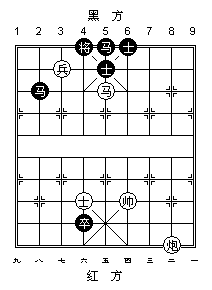 黑 方
1 2 3 4 5 6 7 8 9
将 马 士
兵 士
马 马
士 帅
卒
炮
九 八 七 六 五 四 三 二 一
红 方